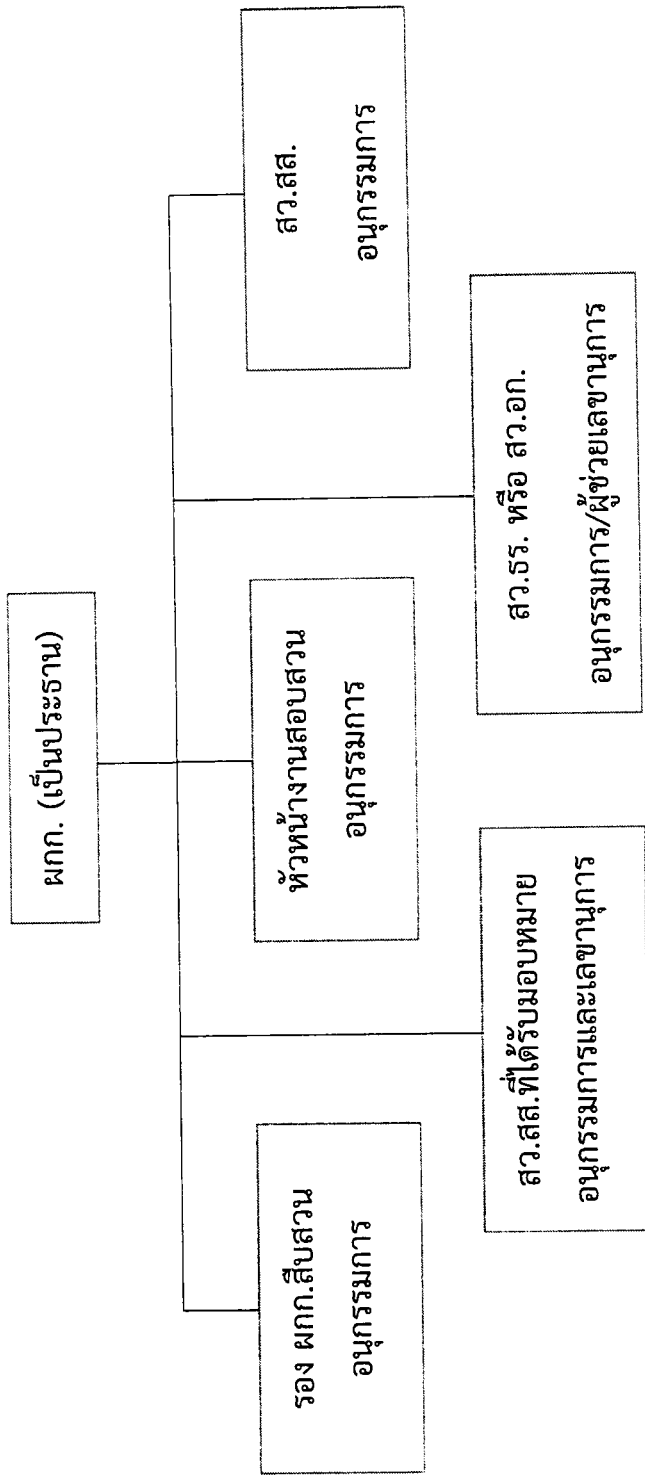 ผกก. (เป็นประธาน)
รอง ผกก.สืบสวน
อนุกรรมการ
หัวหน้างานสอบสวน
อนุกรรมการ
สว.สส.
อนุกรรมการ
สว.สส.ที่ได้รับมอบหมาย
อนุกรรมการและเลขานุการ
สว.ธร. หรือ สว.อก.
อนุกรรมการ/ผู้ช่วยเลขานุการ